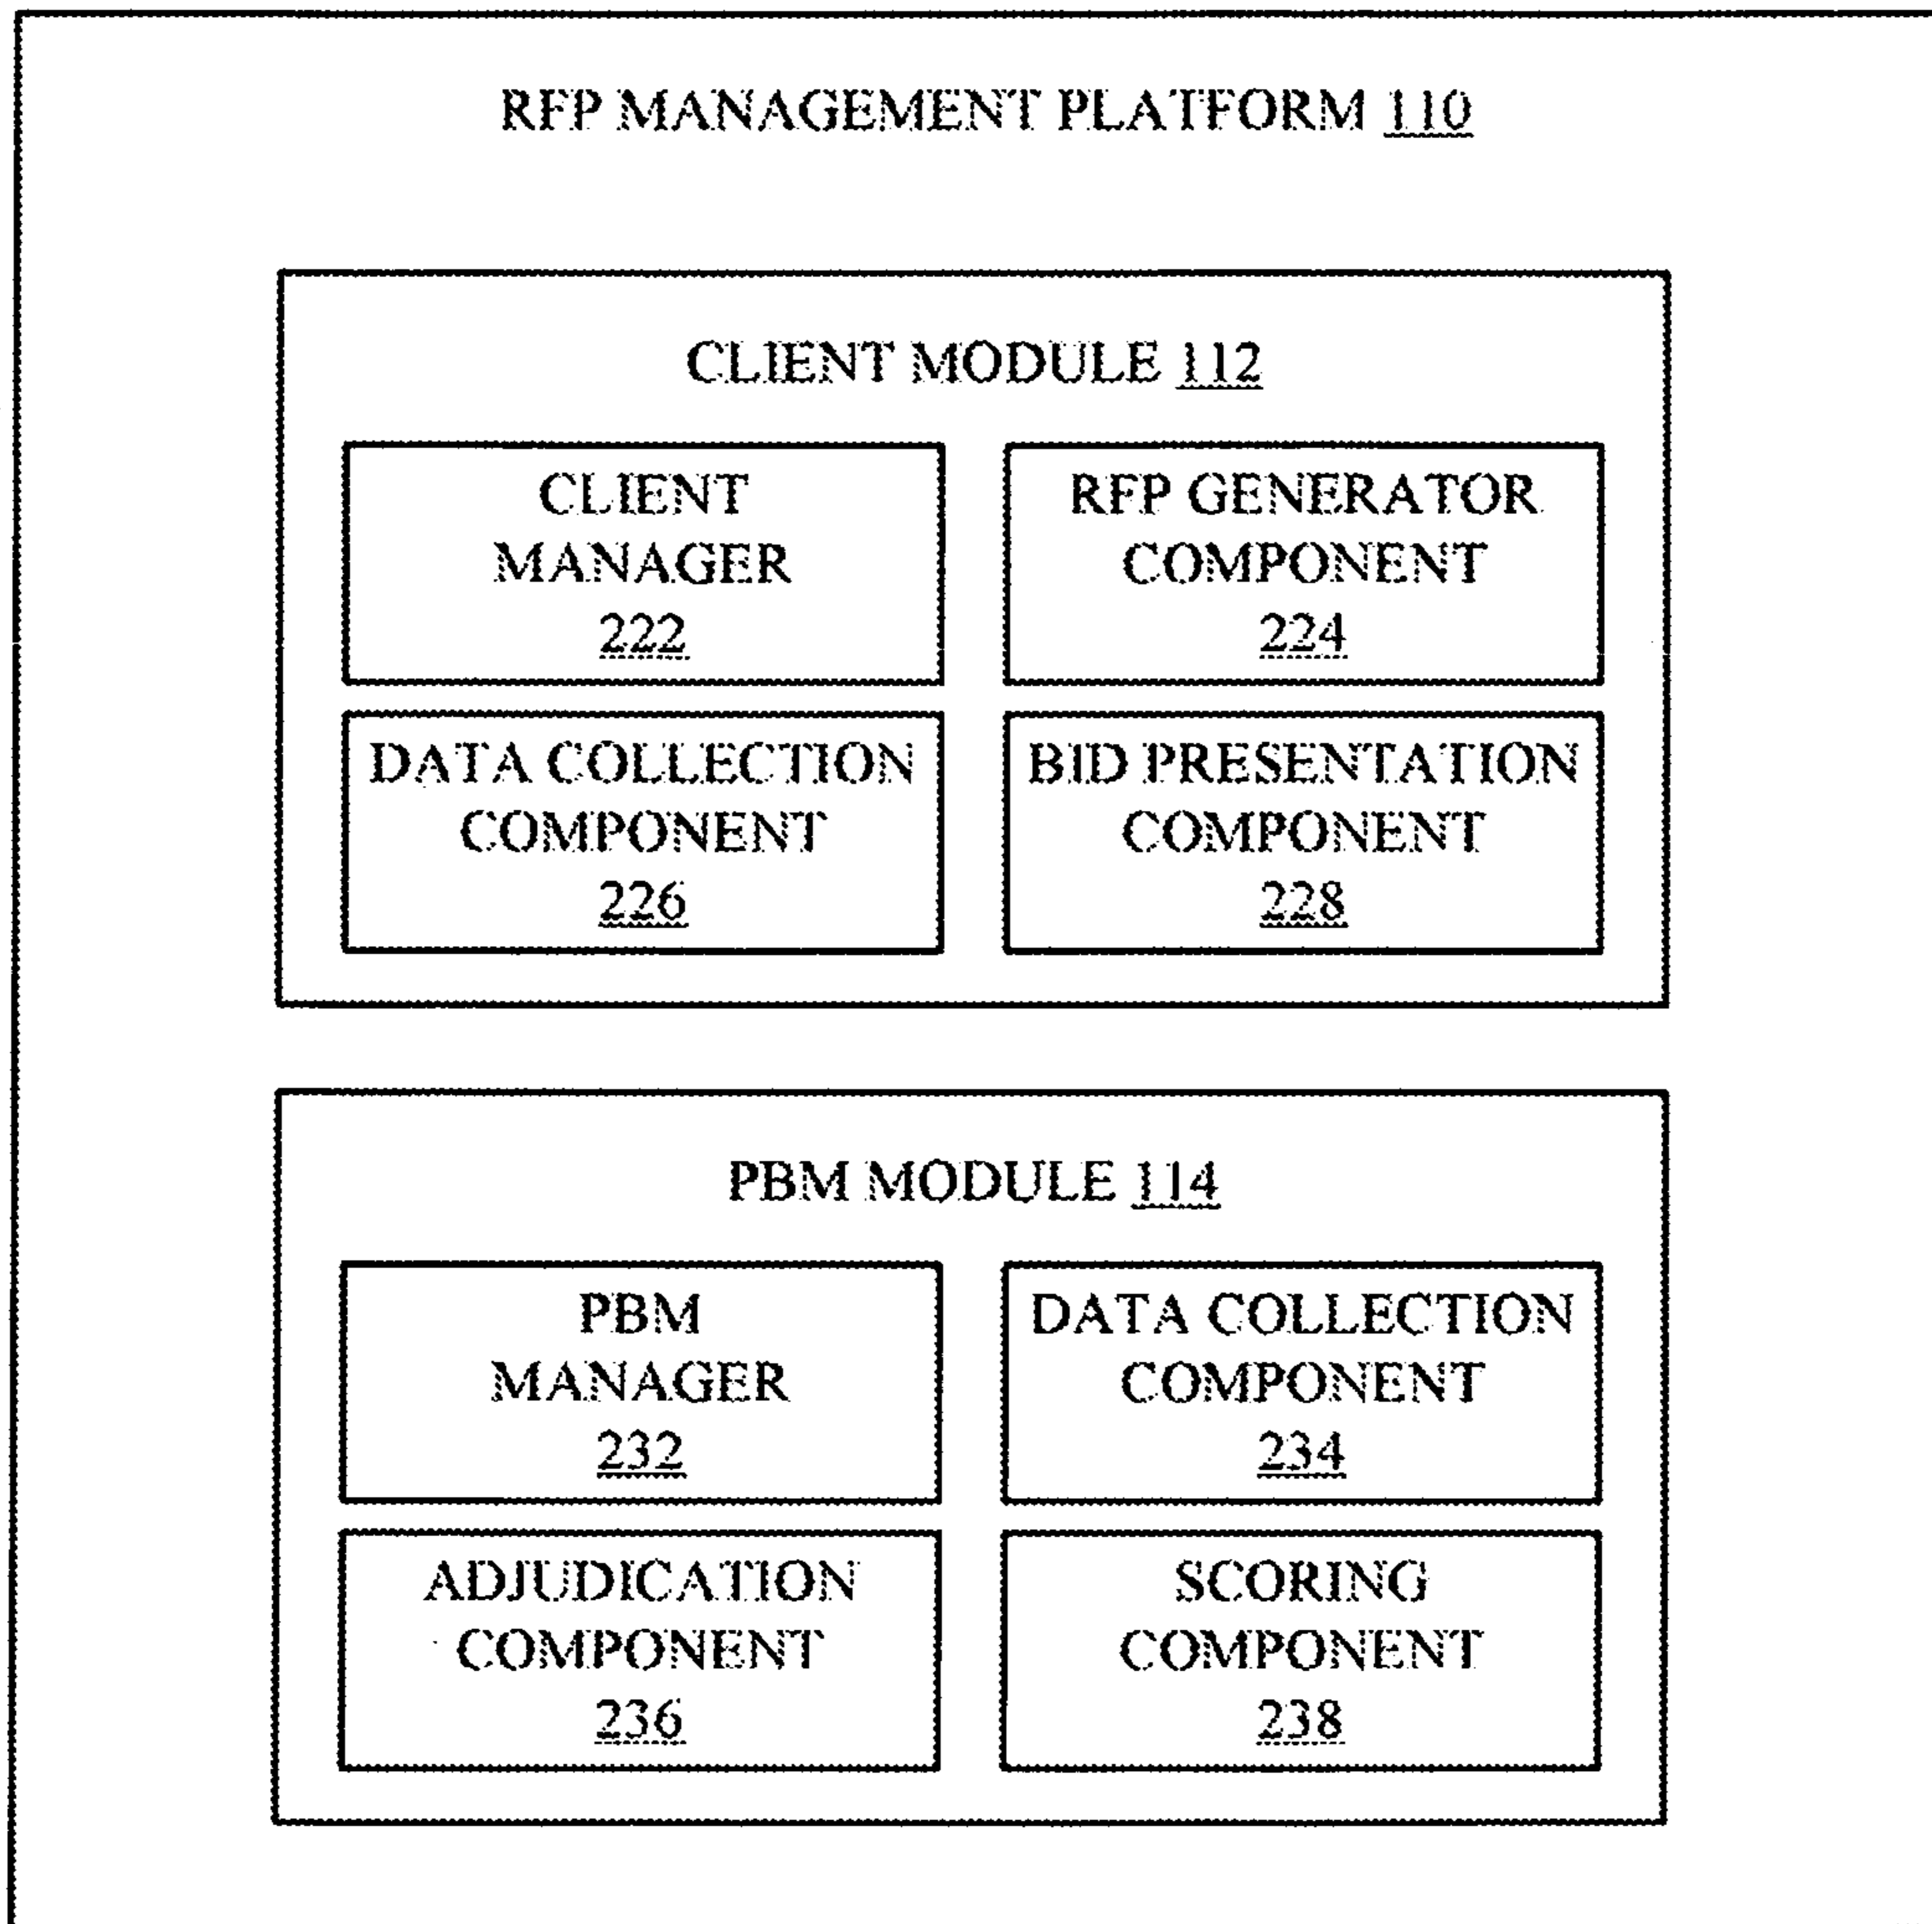 RFP MANAGEMENT PLATFORM 110
CLIENT MODULE 112
CLIENT
MANAGER
222
RFP GENERATOR
COMPONENT
224
DATA COLLECTION
COMPONENT
226
BID PRESENTATION
COMPONENT
228
PBM MODULE 114
PBM
MANAGER
232
DATA COLLECTION
COMPONENT
234
ADJUDICATION
COMPONENT
236
SCORING
COMPONENT
238